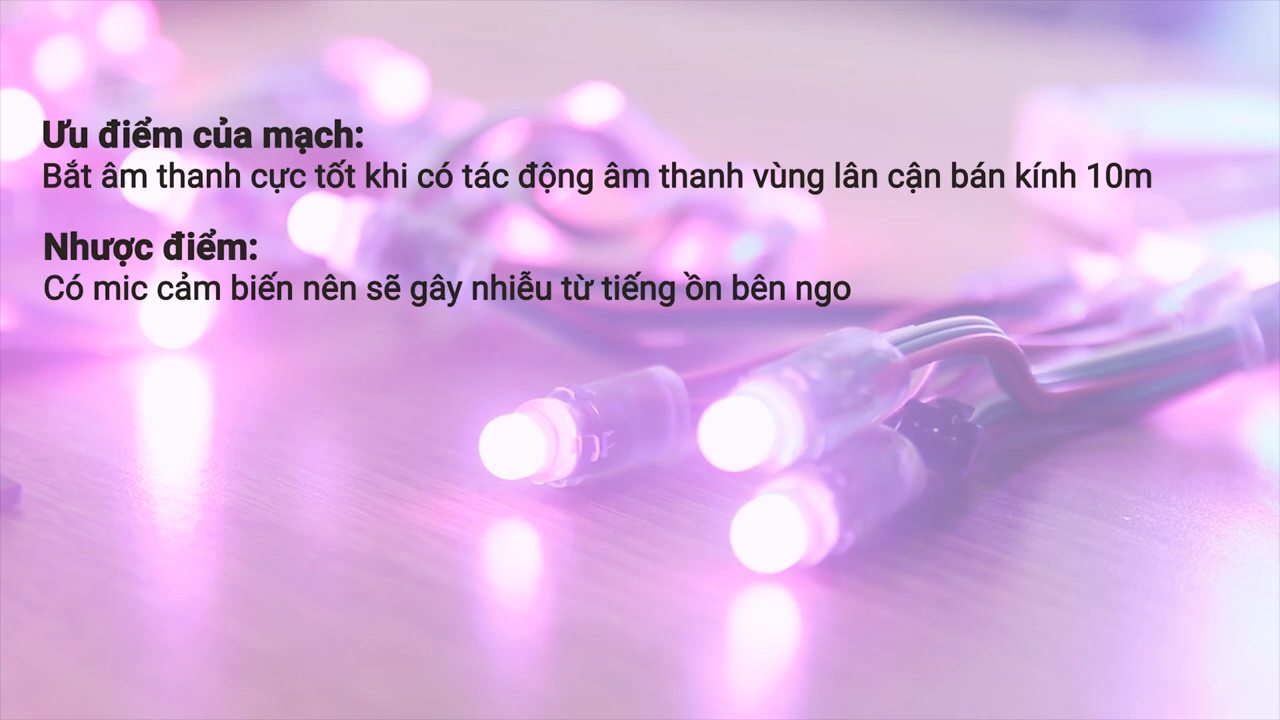 Ưu điểm của mạch:
Bắt âm thanh cực tốt khi có tác động âm thanh vùng lân cận bán kính 10m
Nhược điểm:
Có mic cảm biến nên sẽ gây nhiễu từ tiếng ồn bên ngo